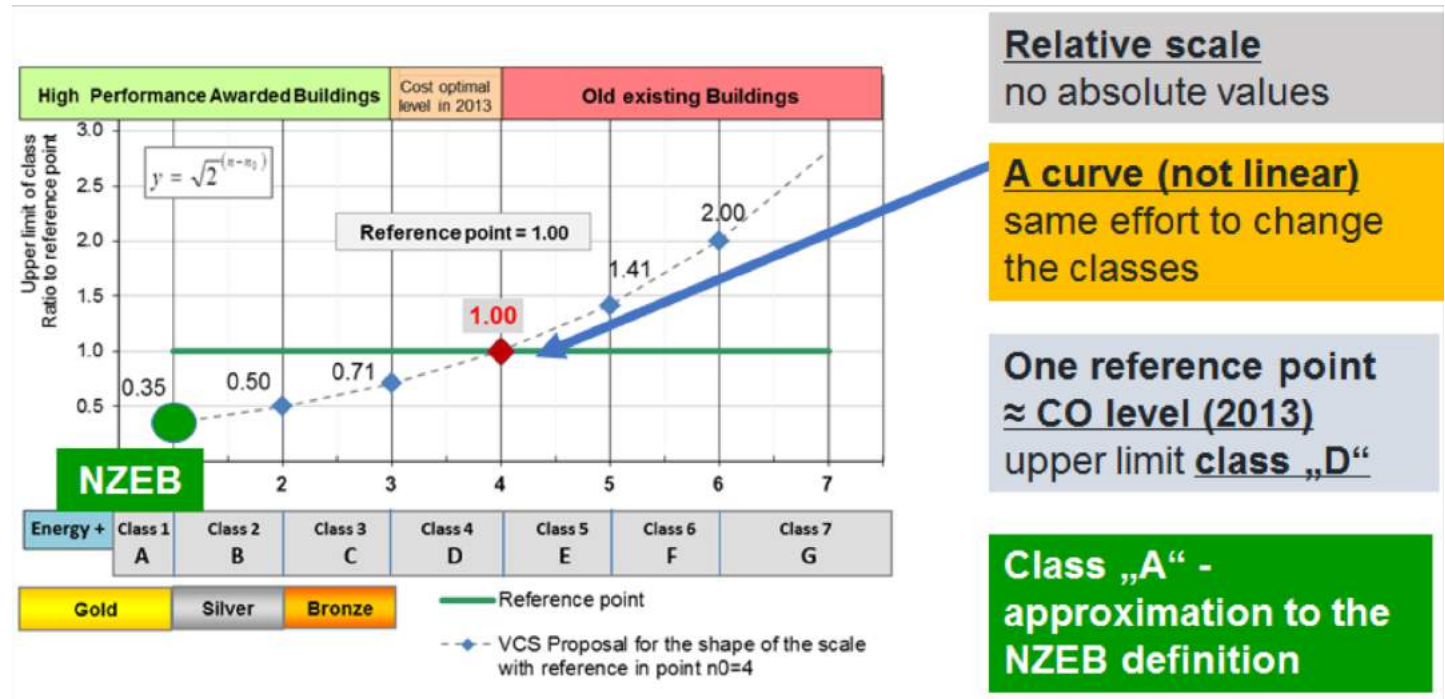 High Performance Awarded Buildings
Cost optimal
level in 2013
Old existing Buildings
Upper limit of class
Ratio to reference point
3.0
2.5
2.0
1.5
1.0
0.5
y = √2^(n-n₀)
Reference point = 1.00
0.35
0.50
0.71
1.00
1.41
2.00
NZEB
2
3
4
5
6
7
Energy +
Class 1
A
Class 2
B
Class 3
C
Class 4
D
Class 5
E
Class 6
F
Class 7
G
Gold
Silver
Bronze
Reference point
VCS Proposal for the shape of the scale
with reference in point n0=4
Relative scale
no absolute values
A curve (not linear)
same effort to change
the classes
One reference point
≈ CO level (2013)
upper limit class „D“
Class „A“ -
approximation to the
NZEB definition